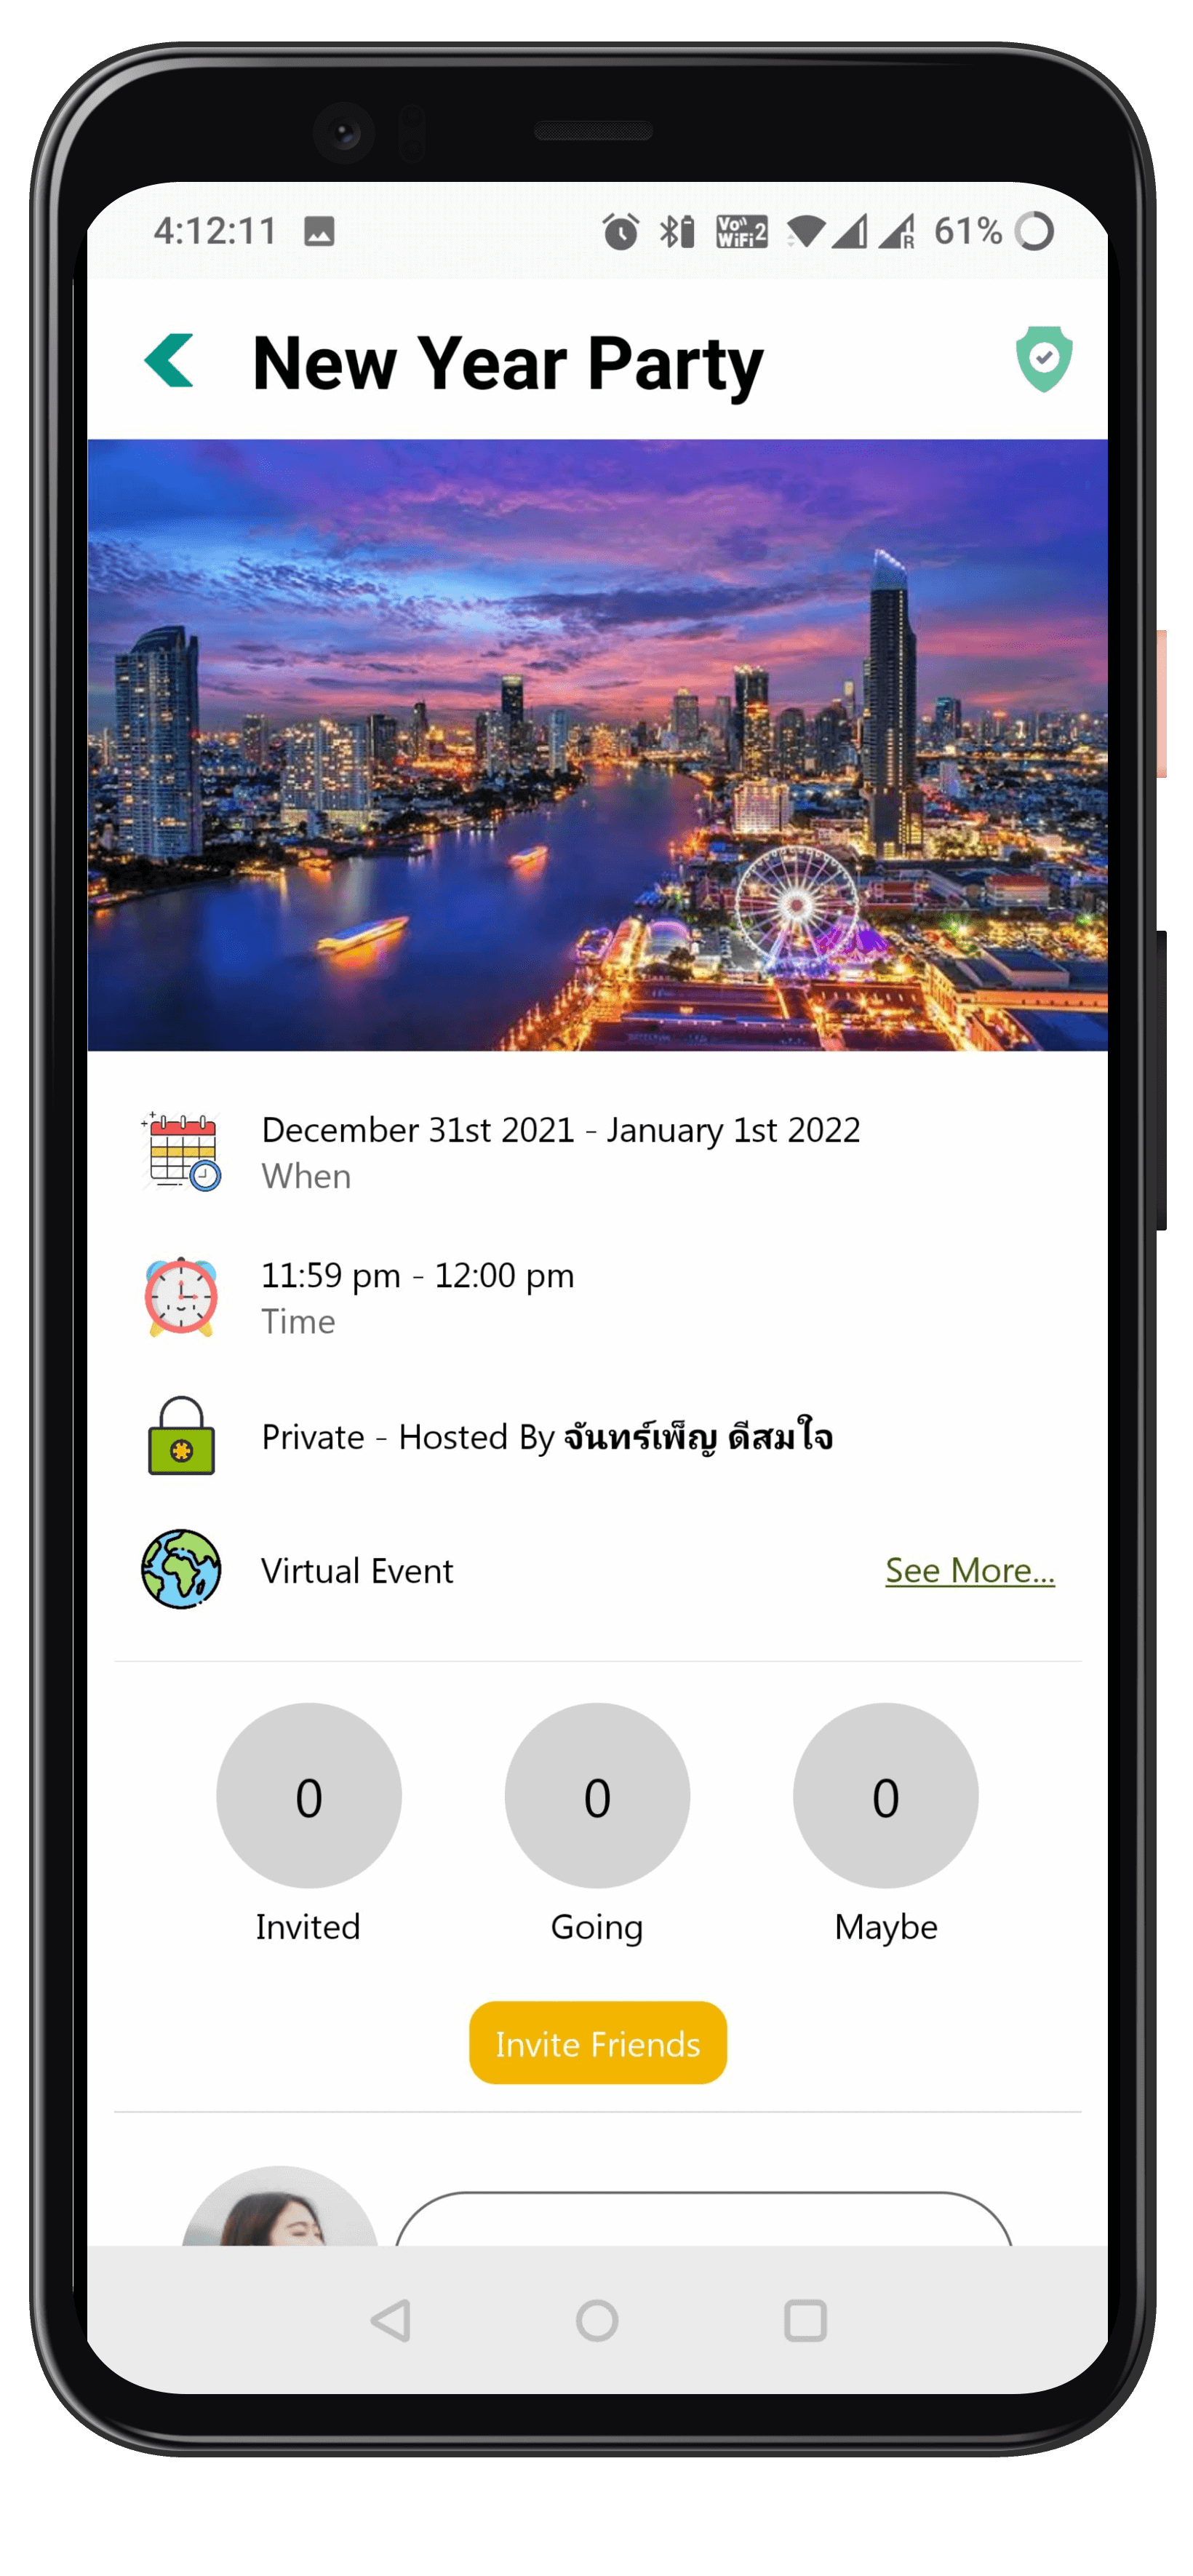 4:12:11
Vo WiFi 2
R
61%
New Year Party
December 31st 2021 - January 1st 2022
When
11:59 pm - 12:00 pm
Time
Private - Hosted By จันทร์เพ็ญ ดีสมใจ
Virtual Event
See More...
0 0 0
Invited Going Maybe
Invite Friends